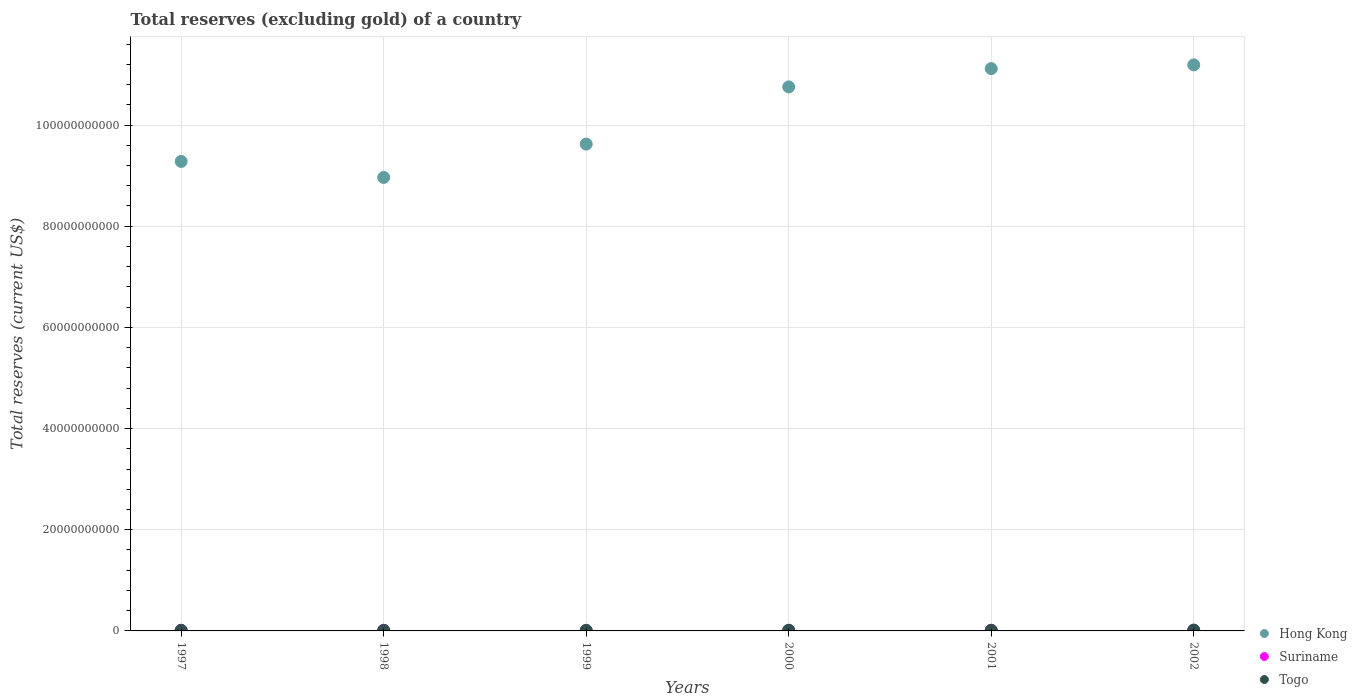 Total reserves (excluding gold) of a country
Total reserves (current US$)
0
20000000000
40000000000
60000000000
80000000000
100000000000
1997
1998
1999
2000
2001
2002
Years
Hong Kong
Suriname
Togo